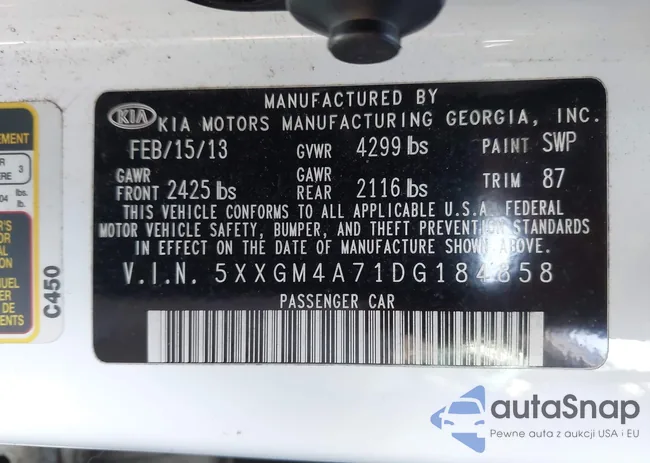 MANUFACTURED BY
KIA KIA MOTORS MANUFACTURING GEORGIA, INC.
FEB/15/13 GVWR 4299 lbs PAINT SWP
GAWR FRONT 2425 lbs GAWR REAR 2116 lbs TRIM 87
THIS VEHICLE CONFORMS TO ALL APPLICABLE U.S.A. FEDERAL
MOTOR VEHICLE SAFETY, BUMPER, AND THEFT PREVENTION STANDARDS
IN EFFECT ON THE DATE OF MANUFACTURE SHOWN ABOVE.
V.I.N. 5XXGM4A71DG184858
PASSENGER CAR
C450
autaSnap
Pewne auta z aukcji USA i EU